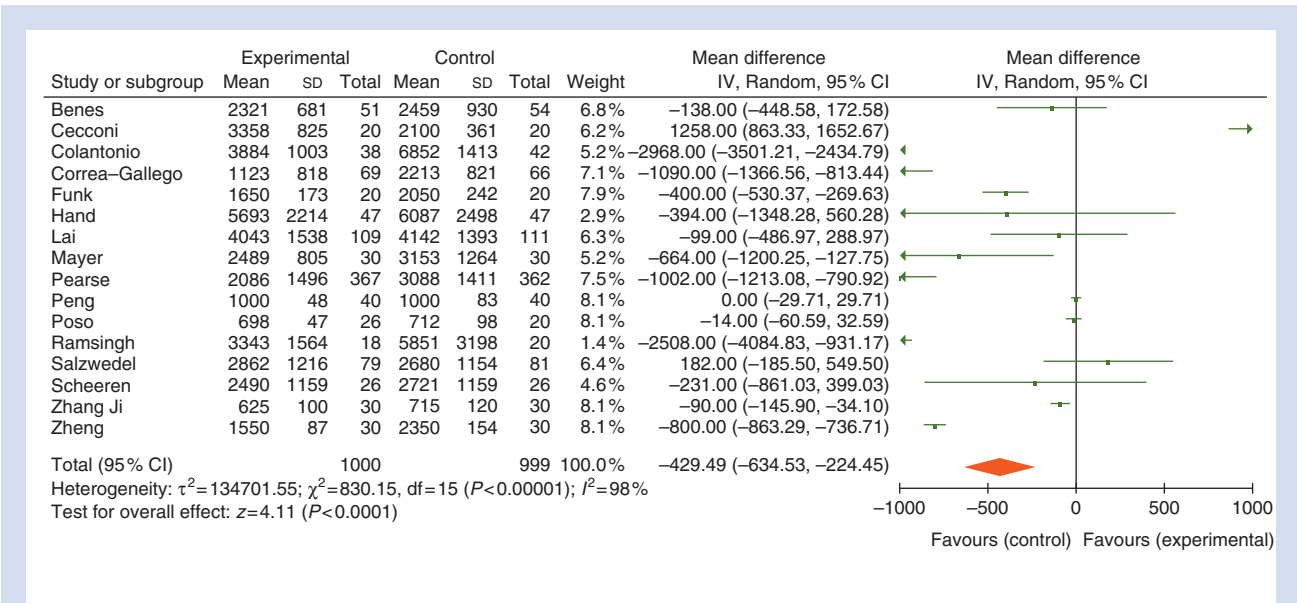 Experimental Control Mean difference Mean difference
Study or subgroup Mean SD Total Mean SD Total Weight IV, Random, 95% CI IV, Random, 95% CI
Benes 2321 681 51 2459 930 54 6.8% −138.00 (−448.58, 172.58)
Cecconi 3358 825 20 2100 361 20 6.2% 1258.00 (863.33, 1652.67)
Colantonio 3884 1003 38 6852 1413 42 5.2% −2968.00 (−3501.21, −2434.79)
Correa–Gallego 1123 818 69 2213 821 66 7.1% −1090.00 (−1366.56, −813.44)
Funk 1650 173 20 2050 242 20 7.9% −400.00 (−530.37, −269.63)
Hand 5693 2214 47 6087 2498 47 2.9% −394.00 (−1348.28, 560.28)
Lai 4043 1538 109 4142 1393 111 6.3% −99.00 (−486.97, 288.97)
Mayer 2489 805 30 3153 1264 30 5.2% −664.00 (−1200.25, −127.75)
Pearse 2086 1496 367 3088 1411 362 7.5% −1002.00 (−1213.08, −790.92)
Peng 1000 48 40 1000 83 40 8.1% 0.00 (−29.71, 29.71)
Poso 698 47 26 712 98 20 8.1% −14.00 (−60.59, 32.59)
Ramsingh 3343 1564 18 5851 3198 20 1.4% −2508.00 (−4084.83, −931.17)
Salzwedel 2862 1216 79 2680 1154 81 6.4% 182.00 (−185.50, 549.50)
Scheeren 2490 1159 26 2721 1159 26 4.6% −231.00 (−861.03, 399.03)
Zhang Ji 625 100 30 715 120 30 8.1% −90.00 (−145.90, −34.10)
Zheng 1550 87 30 2350 154 30 8.1% −800.00 (−863.29, −736.71)
Total (95% CI) 1000 999 100.0% −429.49 (−634.53, −224.45)
Heterogeneity: τ²=134701.55; χ²=830.15, df=15 (P<0.00001); I²=98%
Test for overall effect: z=4.11 (P<0.0001)
−1000 −500 0 500 1000
Favours (control) Favours (experimental)